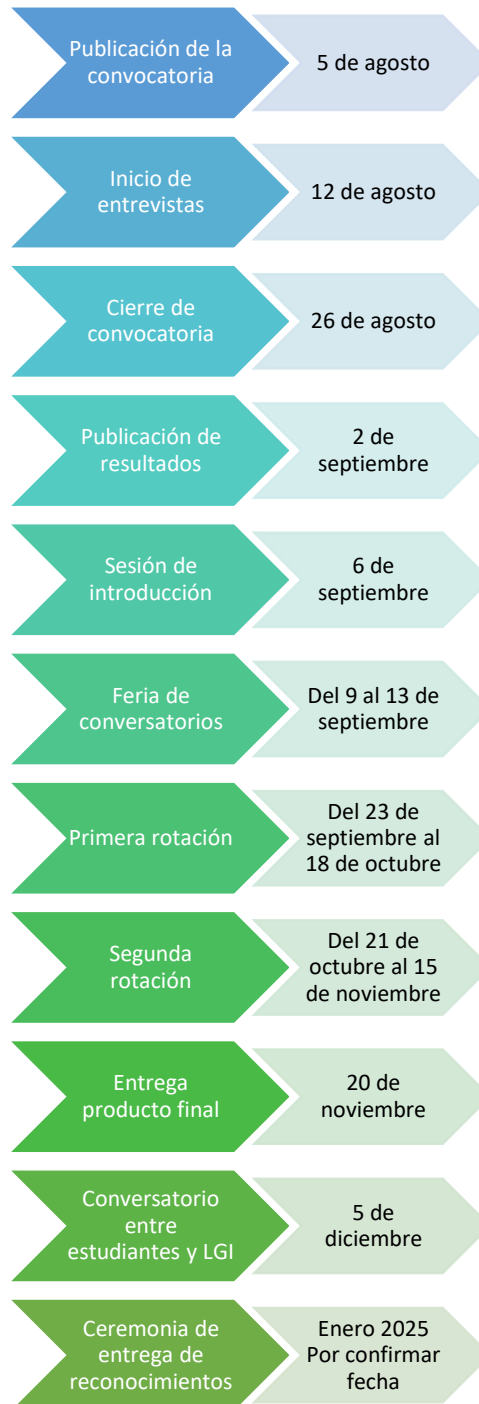 Publicación de la
convocatoria
5 de agosto
Inicio de
entrevistas
12 de agosto
Cierre de
convocatoria
26 de agosto
Publicación de
resultados
2 de
septiembre
Sesión de
introducción
6 de
septiembre
Feria de
conversatorios
Del 9 al 13 de
septiembre
Primera rotación
Del 23 de
septiembre al
18 de octubre
Segunda
rotación
Del 21 de
octubre al 15
de noviembre
Entrega
producto final
20 de
noviembre
Conversatorio
entre
estudiantes y LGI
5 de
diciembre
Ceremonia de
entrega de
reconocimientos
Enero 2025
Por confirmar
fecha